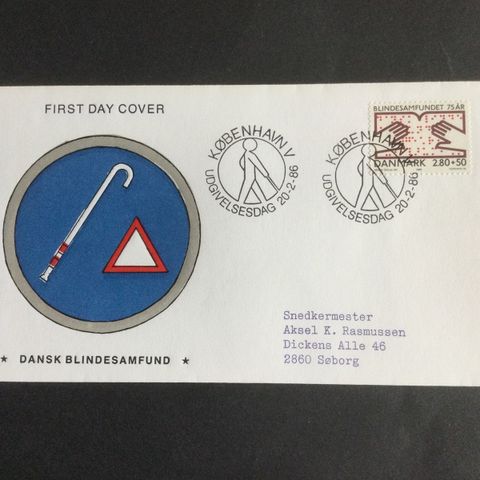 FIRST DAY COVER
★ DANSK BLINDESAMFUND ★
KØBENHAVN V
UDGIVELSESDAG 20-2-86
KØBENHAVN V
UDGIVELSESDAG 20-2-86
BLINDESAMFUNDET 75 ÅR
DANMARK 2.80+50
Snedkermester
Aksel K. Rasmussen
Dickens Alle 46
2860 Søborg